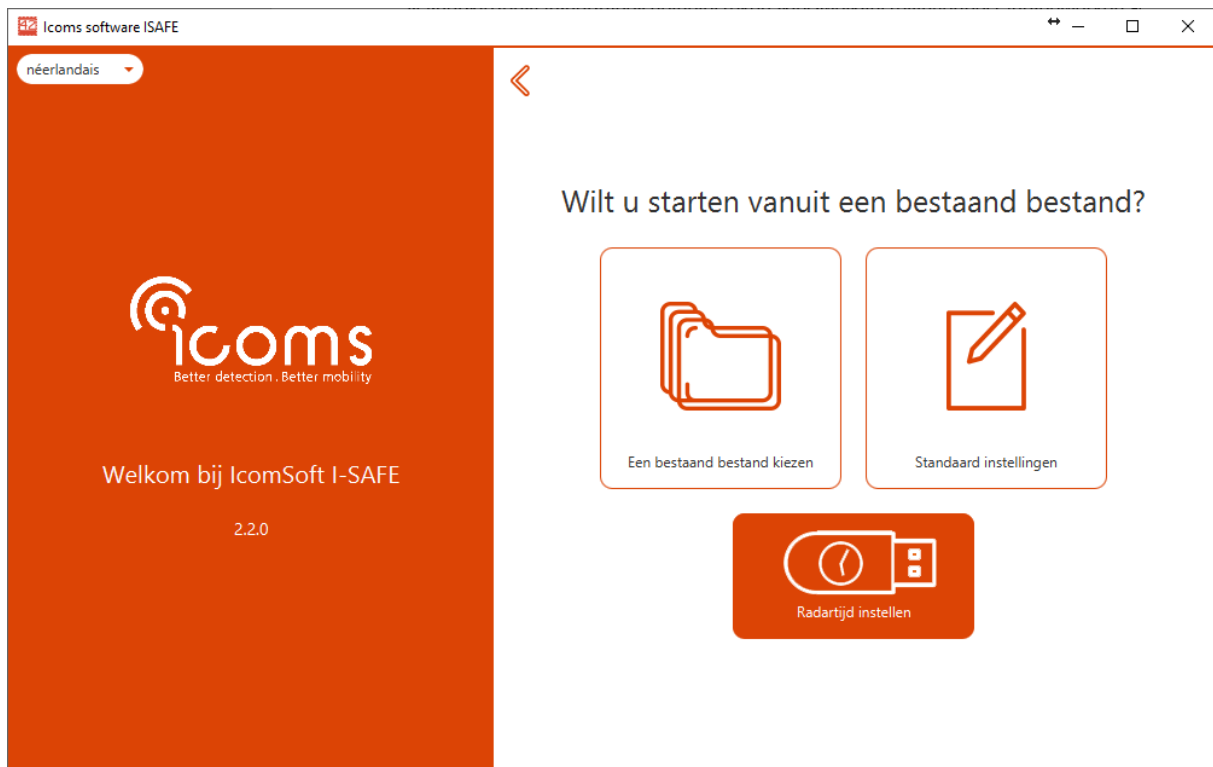 Icoms software ISAFE
néerlandais
icoms
Better detection. Better mobility
Welkom bij IcomSoft I-SAFE
2.2.0
Wilt u starten vanuit een bestaand bestand?
Een bestaand bestand kiezen
Standaard instellingen
Radartijd instellen